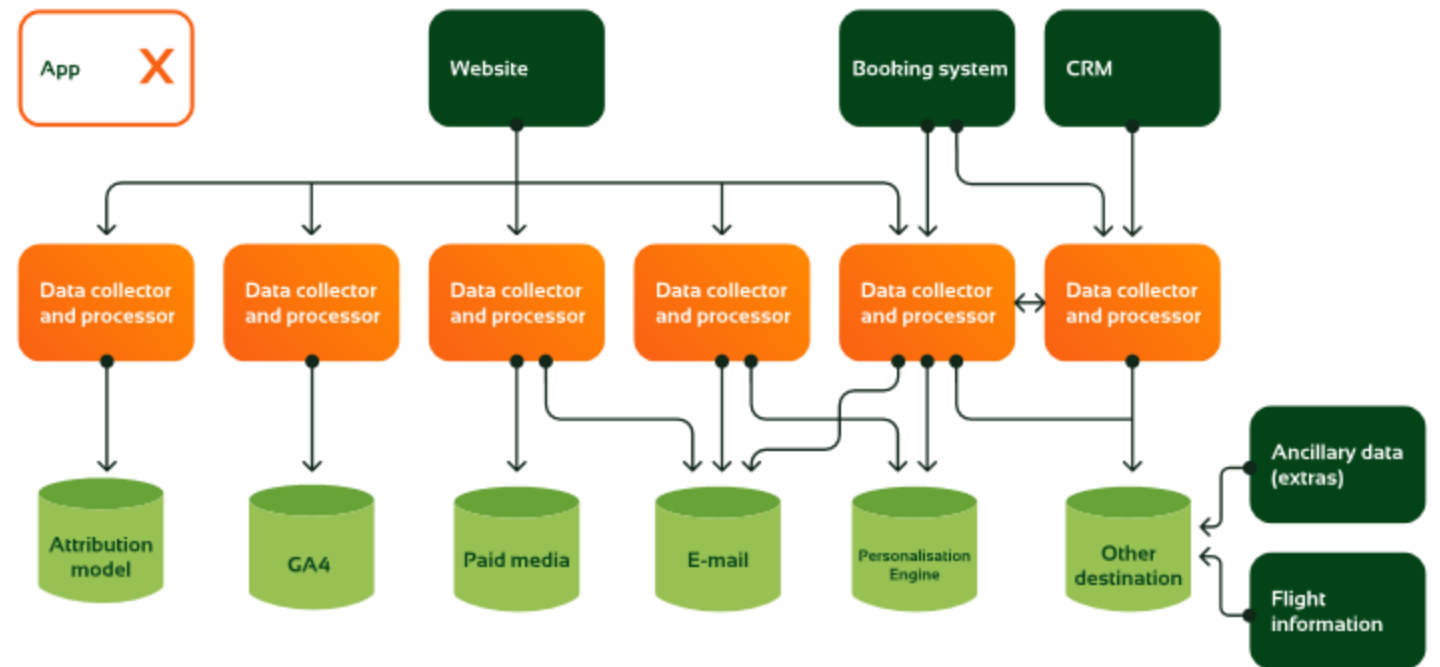 App X
Website
Booking system
CRM
Data collector
and processor
Data collector
and processor
Data collector
and processor
Data collector
and processor
Data collector
and processor
Data collector
and processor
Attribution
model
GA4
Paid media
E-mail
Personalisation
Engine
Other
destination
Ancillary data
(extras)
Flight
information